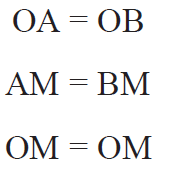 OA = OB
AM = BM
OM = OM